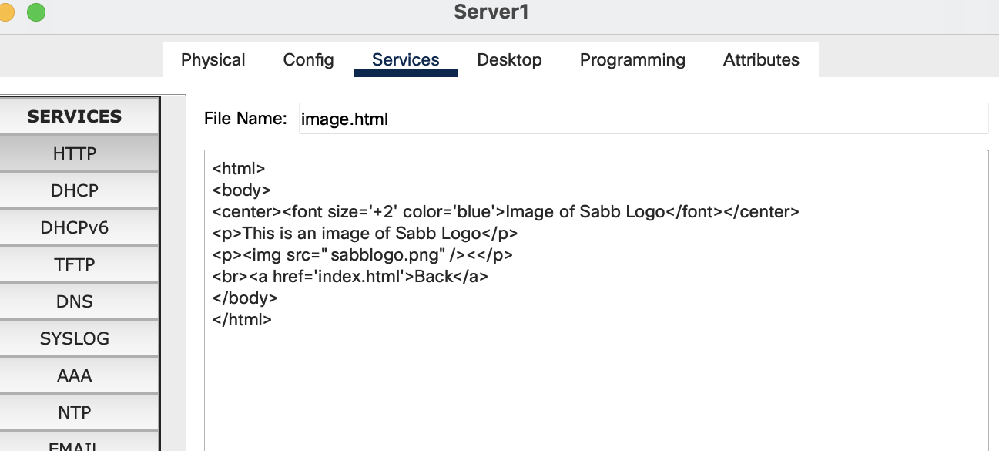 Server1
Physical Config Services Desktop Programming Attributes
SERVICES
HTTP
DHCP
DHCPv6
TFTP
DNS
SYSLOG
AAA
NTP
EMAIL
File Name: image.html
<html>
<body>
<center><font size='+2' color='blue'>Image of Sabb Logo</font></center>
<p>This is an image of Sabb Logo</p>
<p><img src="sabblogo.png" /><</p>
<br><a href='index.html'>Back</a>
</body>
</html>